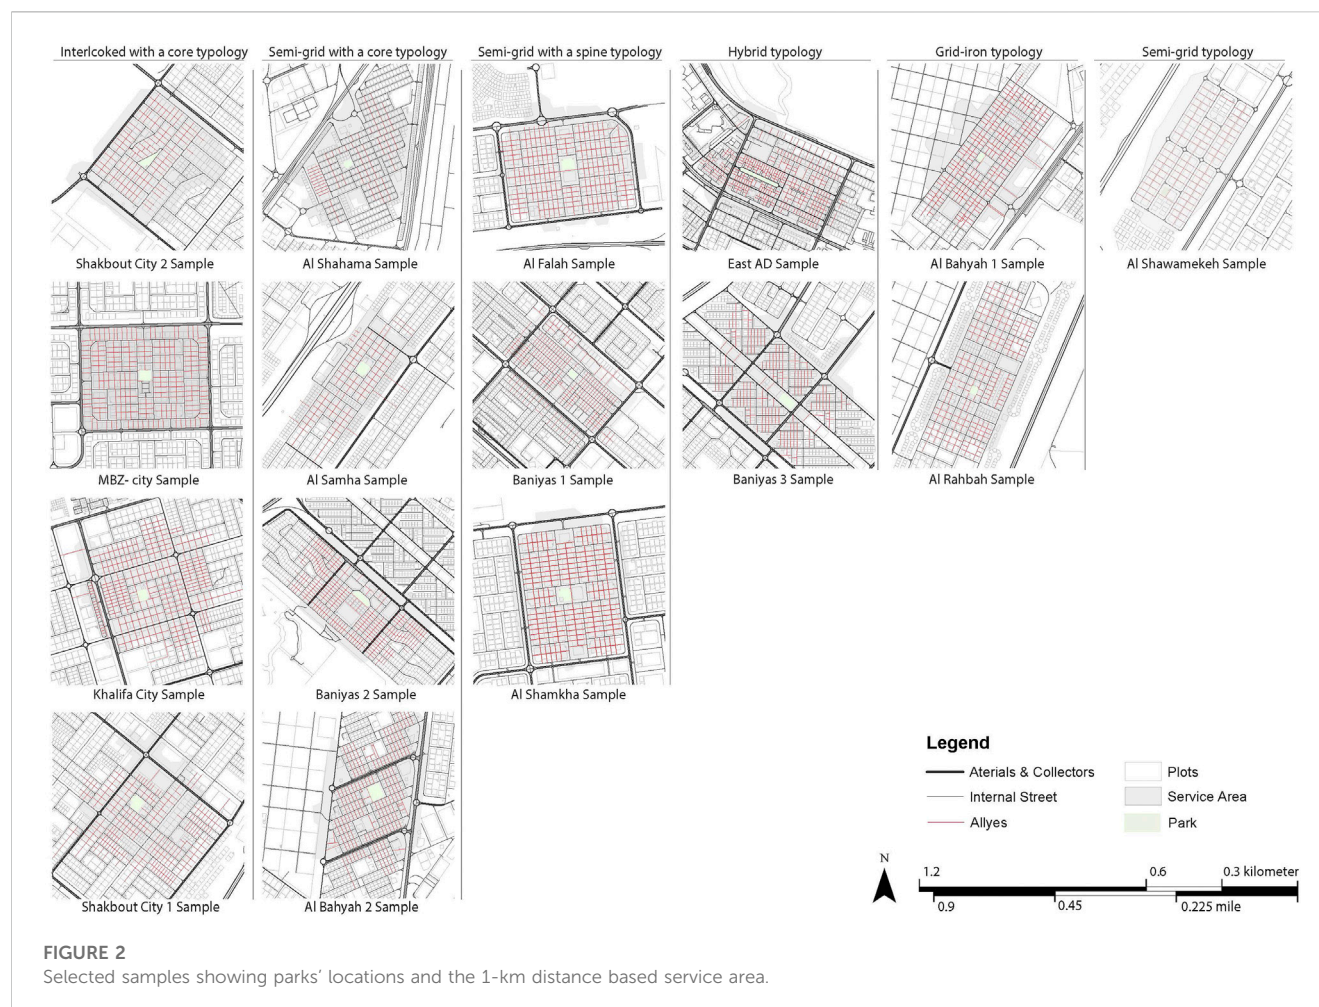 Interlcoked with a core typology
Semi-grid with a core typology
Semi-grid with a spine typology
Hybrid typology
Grid-iron typology
Semi-grid typology
Shakbout City 2 Sample
Al Shahama Sample
Al Falah Sample
East AD Sample
Al Bahyah 1 Sample
Al Shawamekeh Sample
MBZ- city Sample
Al Samha Sample
Baniyas 1 Sample
Baniyas 3 Sample
Al Rahbah Sample
Khalifa City Sample
Baniyas 2 Sample
Al Shamkha Sample
Shakbout City 1 Sample
Al Bahyah 2 Sample
Legend
Aterials & Collectors
Plots
Internal Street
Service Area
Allyes
Park
N
1.2 0.6 0.3 kilometer
0.9 0.45 0.225 mile
FIGURE 2
Selected samples showing parks' locations and the 1-km distance based service area.